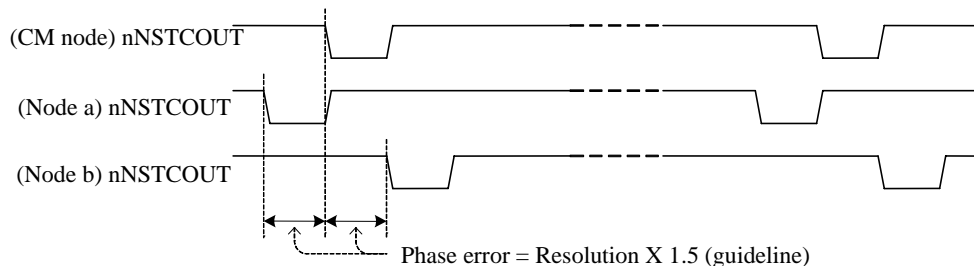 (CM node) nNSTCOUT
(Node a) nNSTCOUT
(Node b) nNSTCOUT
Phase error = Resolution X 1.5 (guideline)